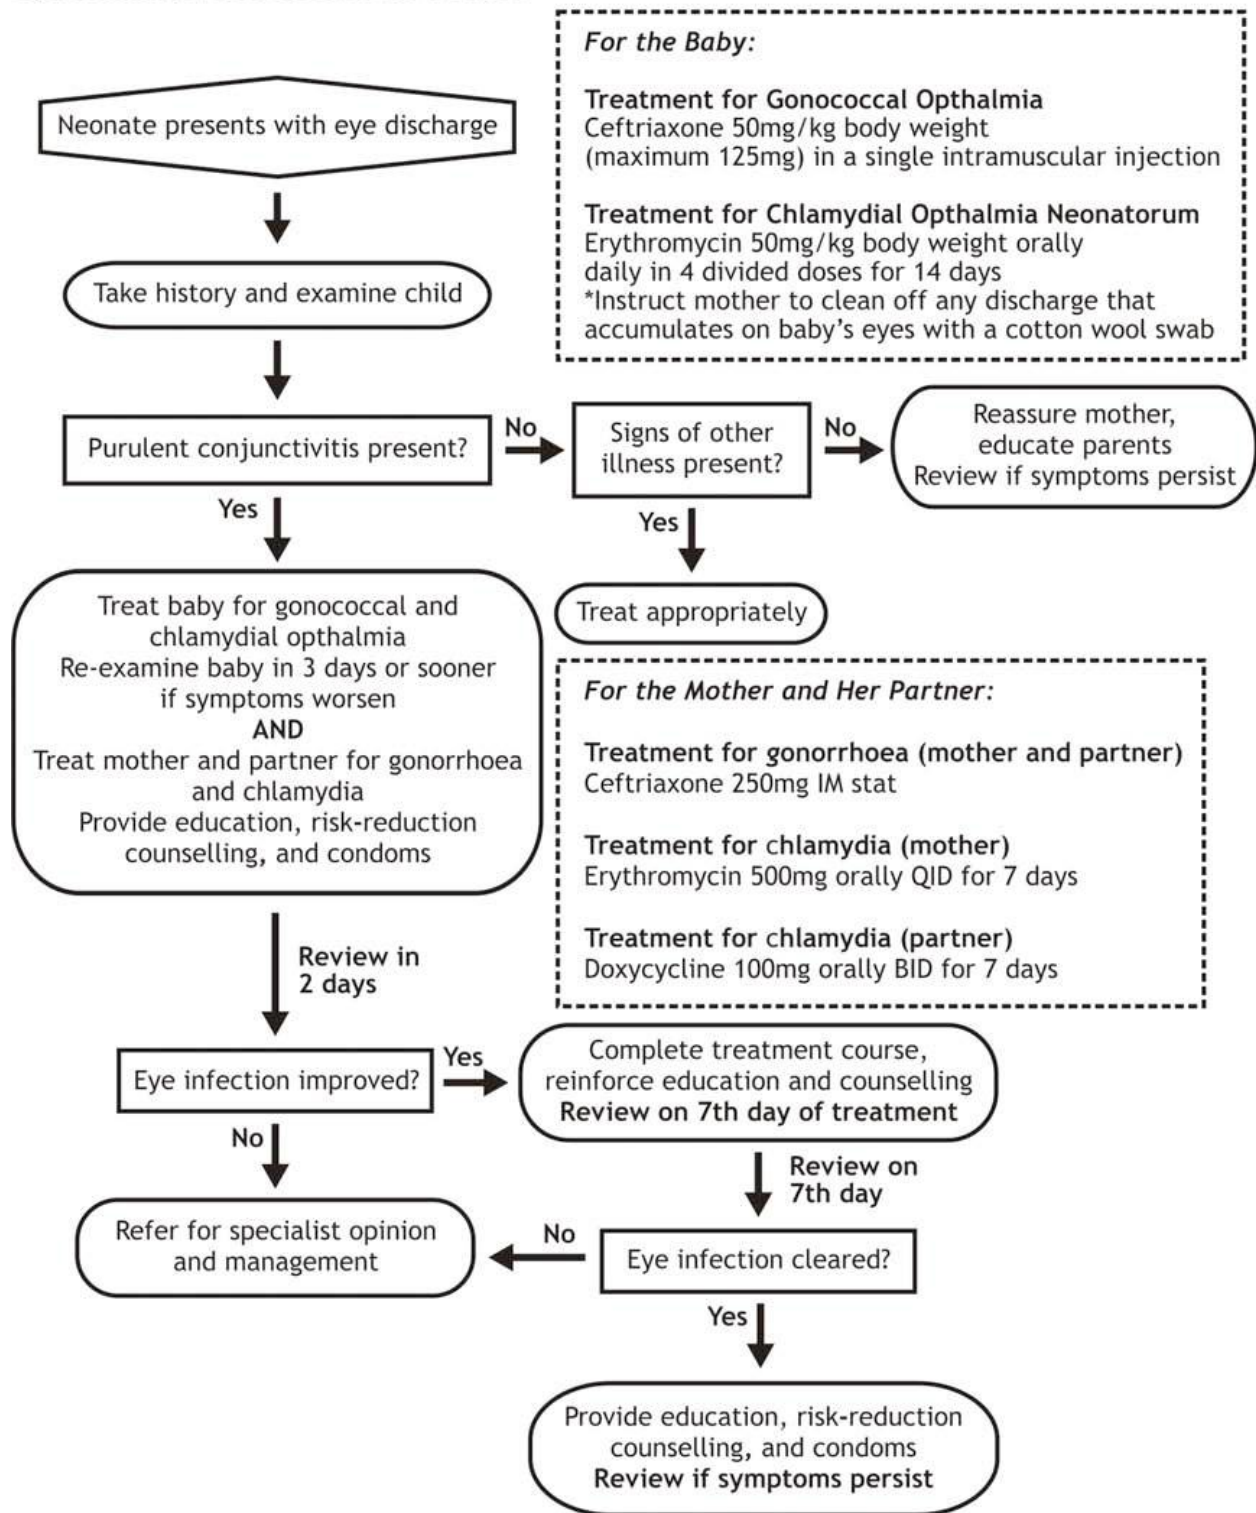 Neonate presents with eye discharge
For the Baby:
Treatment for Gonococcal Opthalmia
Ceftriaxone 50mg/kg body weight
(maximum 125mg) in a single intramuscular injection
Treatment for Chlamydial Opthalmia Neonatorum
Erythromycin 50mg/kg body weight orally
daily in 4 divided doses for 14 days
*Instruct mother to clean off any discharge that
accumulates on baby's eyes with a cotton wool swab
Take history and examine child
Purulent conjunctivitis present?
No
Signs of other
illness present?
No
Reassure mother,
educate parents
Review if symptoms persist
Yes
Yes
Treat appropriately
Treat baby for gonococcal and
chlamydial opthalmia
Re-examine baby in 3 days or sooner
if symptoms worsen
AND
Treat mother and partner for gonorrhoea
and chlamydia
Provide education, risk-reduction
counselling, and condoms
For the Mother and Her Partner:
Treatment for gonorrhoea (mother and partner)
Ceftriaxone 250mg IM stat
Treatment for chlamydia (mother)
Erythromycin 500mg orally QID for 7 days
Treatment for chlamydia (partner)
Doxycycline 100mg orally BID for 7 days
Review in
2 days
Eye infection improved?
Yes
Complete treatment course,
reinforce education and counselling
Review on 7th day of treatment
No
Review on
7th day
Refer for specialist opinion
and management
No
Eye infection cleared?
Yes
Provide education, risk-reduction
counselling, and condoms
Review if symptoms persist